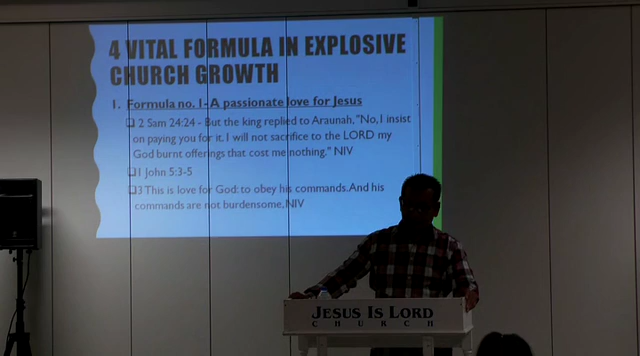 4 VITAL FORMULA IN EXPLOSIVE
CHURCH GROWTH
1. Formula no. 1-A passionate love for Jesus
2 Sam 24:24 - But the king replied to Araunah, "No, I insist
on paying you for it. I will not sacrifice to the LORD my
God burnt offerings that cost me nothing." NIV
1 John 5:3-5
3 This is love for God: to obey his commands. And his
commands are not burdensome, NIV
JESUS IS LORD
CHURCH